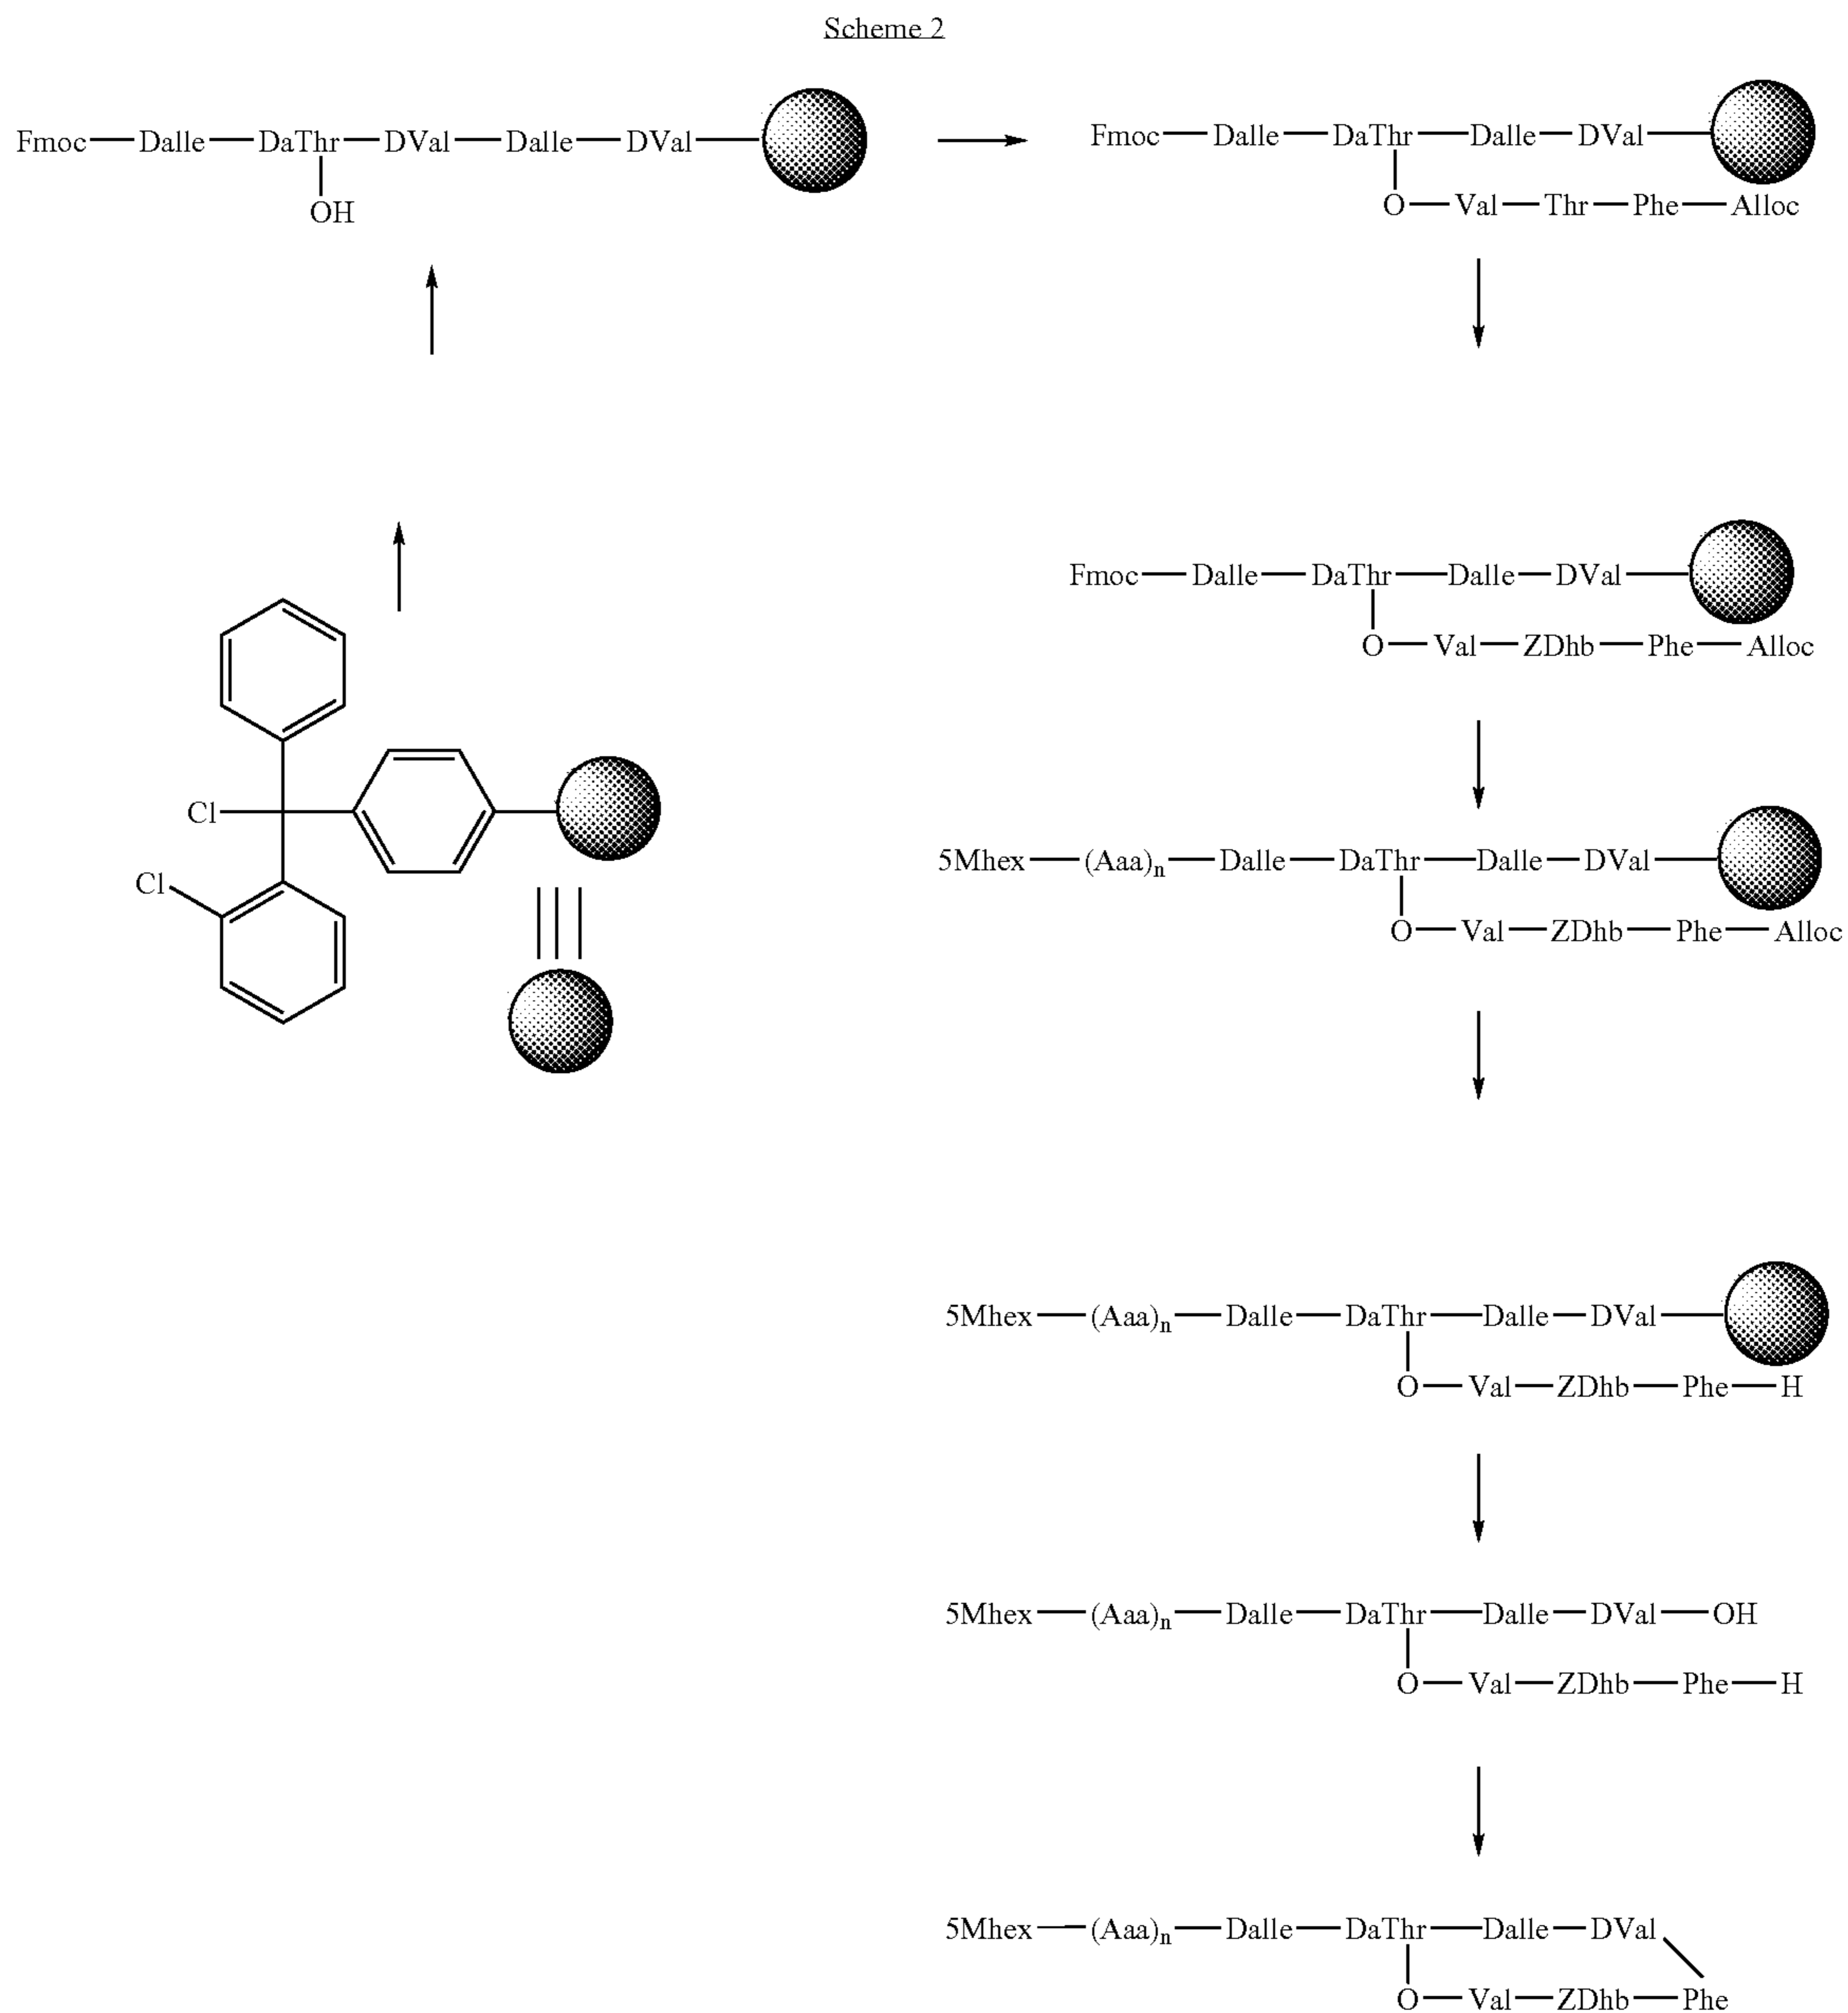 Scheme 2
Fmoc—Dalle—DaThr—DVal—Dalle—DVal
OH
Fmoc—Dalle—DaThr—Dalle—DVal
O—Val—Thr—Phe—Alloc
Fmoc—Dalle—DaThr—Dalle—DVal
O—Val—ZDhb—Phe—Alloc
Cl
Cl
5Mhex—(Aaa)n—Dalle—DaThr—Dalle—DVal
O—Val—ZDhb—Phe—Alloc
5Mhex—(Aaa)n—Dalle—DaThr—Dalle—DVal
O—Val—ZDhb—Phe—H
5Mhex—(Aaa)n—Dalle—DaThr—Dalle—DVal—OH
O—Val—ZDhb—Phe—H
5Mhex—(Aaa)n—Dalle—DaThr—Dalle—DVal
O—Val—ZDhb—Phe